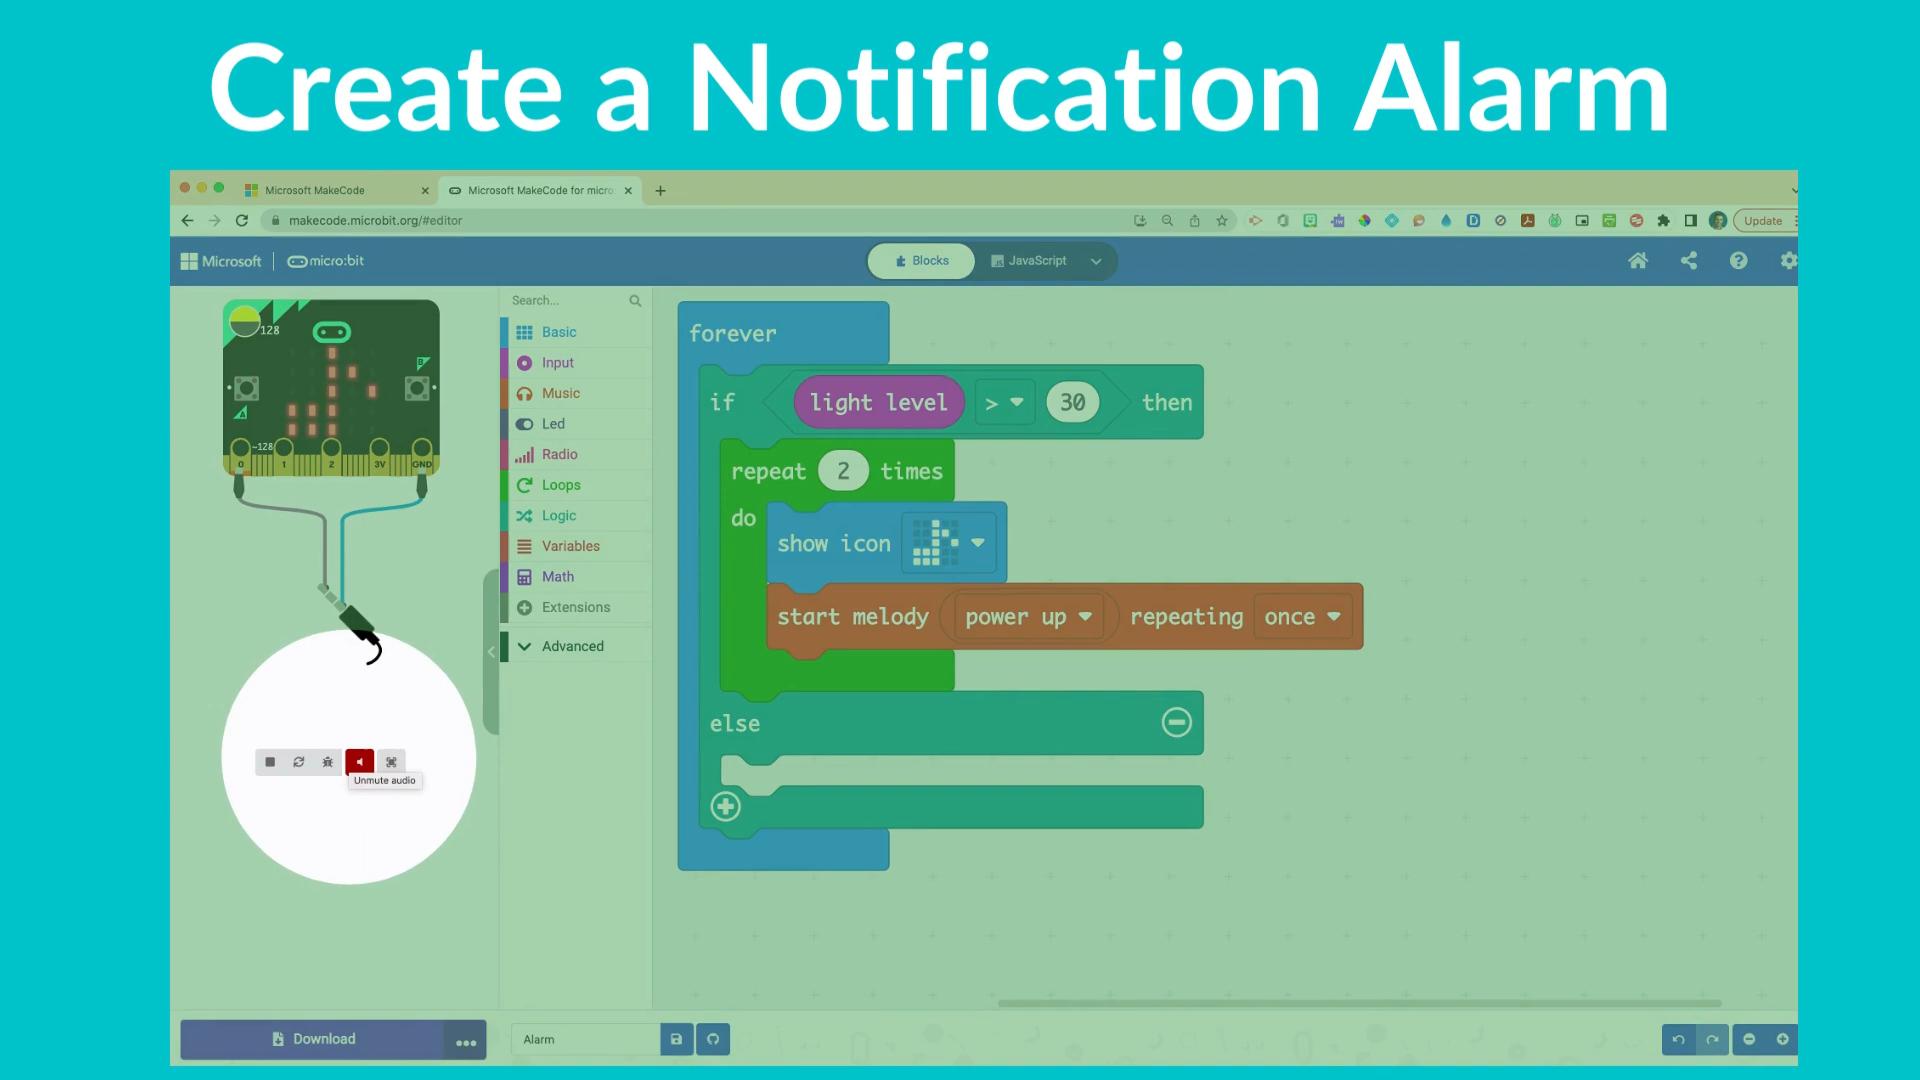 Create a Notification Alarm
Microsoft MakeCode
Microsoft MakeCode for micro
makecode.microbit.org/#editor
Update
Microsoft
micro:bit
Blocks
JavaScript
128
~128
0 1 2 3V GND
A
B
Search...
Basic
Input
Music
Led
Radio
Loops
Logic
Variables
Math
Extensions
Advanced
forever
if light level > 30 then
repeat 2 times
do
show icon
start melody power up repeating once
else
Unmute audio
Download
Alarm